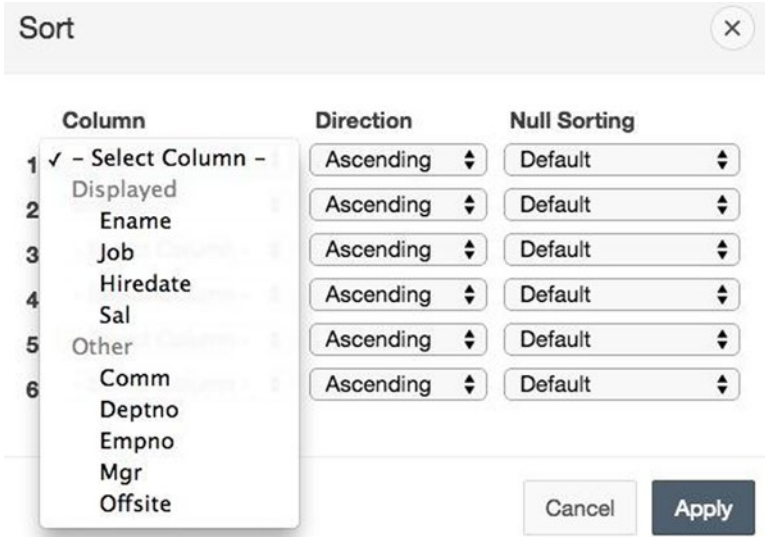 Sort
Column Direction Null Sorting
1 ✓ – Select Column – Ascending Default
Displayed
2 Ascending Default
Ename
3 Job Ascending Default
Hiredate
4 Ascending Default
Sal
5 Other Ascending Default
Comm
6 Ascending Default
Deptno
Empno
Mgr
Offsite
Cancel Apply